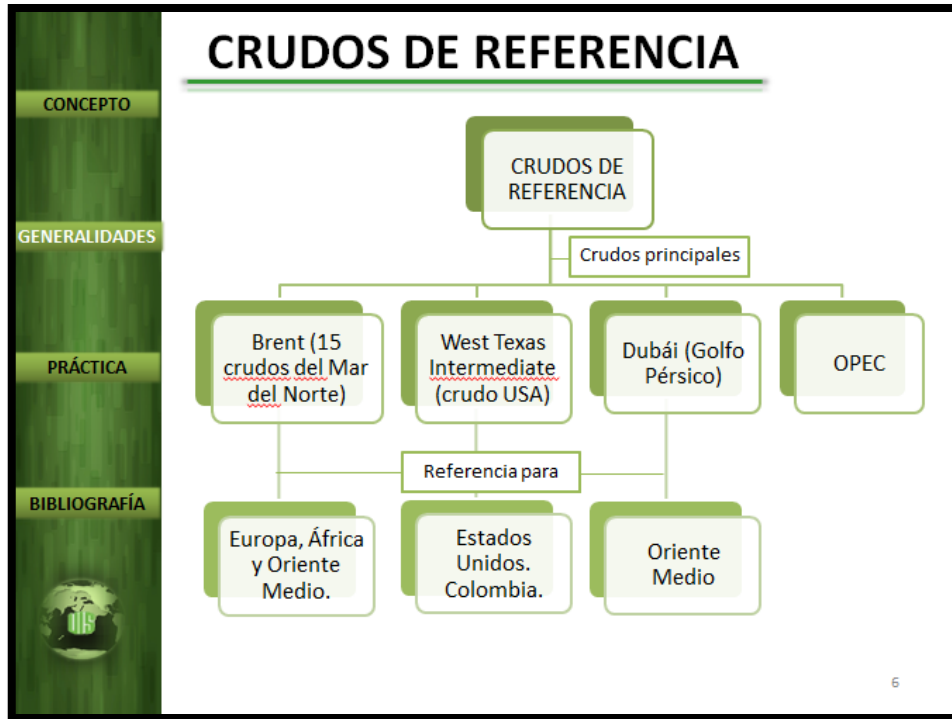 CRUDOS DE REFERENCIA
CONCEPTO
GENERALIDADES
PRÁCTICA
BIBLIOGRAFÍA
CRUDOS DE
REFERENCIA
Crudos principales
Brent (15
crudos del Mar
del Norte)
West Texas
Intermediate
(crudo USA)
Dubái (Golfo
Pérsico)
OPEC
Referencia para
Europa, África
y Oriente
Medio.
Estados
Unidos.
Colombia.
Oriente
Medio
6